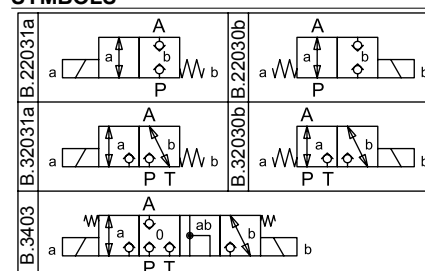 SYMBOLS
B.22031a
A
a a b b
P
B.22030b
A
a a b b
P
B.32031a
A
a a b b
P T
B.32030b
A
a a b b
P T
B.3403
A
a a 0 ab b b
P T